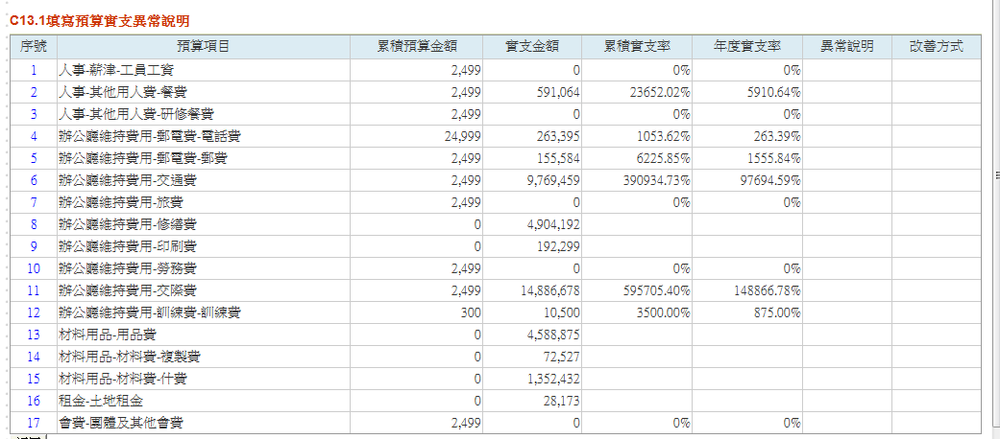 C13.1填寫預算實支異常說明
序號 預算項目 累積預算金額 實支金額 累積實支率 年度實支率 異常說明 改善方式
1 人事-薪津-工員工資 2,499 0 0% 0%
2 人事-其他用人費-餐費 2,499 591,064 23652.02% 5910.64%
3 人事-其他用人費-研修餐費 2,499 0 0% 0%
4 辦公廳維持費用-郵電費-電話費 24,999 263,395 1053.62% 263.39%
5 辦公廳維持費用-郵電費-郵費 2,499 155,584 6225.85% 1555.84%
6 辦公廳維持費用-交通費 2,499 9,769,459 390934.73% 97694.59%
7 辦公廳維持費用-旅費 2,499 0 0% 0%
8 辦公廳維持費用-修繕費 0 4,904,192
9 辦公廳維持費用-印刷費 0 192,299
10 辦公廳維持費用-勞務費 2,499 0 0% 0%
11 辦公廳維持費用-交際費 2,499 14,886,678 595705.40% 148866.78%
12 辦公廳維持費用-訓練費-訓練費 300 10,500 3500.00% 875.00%
13 材料用品-用品費 0 4,588,875
14 材料用品-材料費-複製費 0 72,527
15 材料用品-材料費-什費 0 1,352,432
16 租金-土地租金 0 28,173
17 會費-團體及其他會費 2,499 0 0% 0%